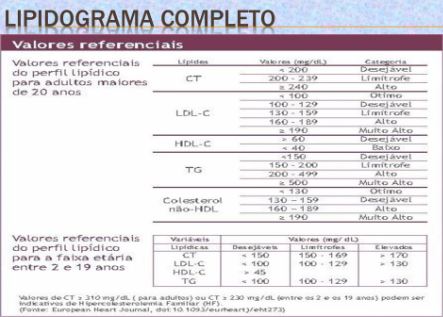 LIPIDOGRAMA COMPLETO
Valores referenciais
Valores referenciais
do perfil lipídico
para adultos maiores
de 20 anos
Lípides Valores (mg/dL) Categoria
CT < 200 Desejável
200 - 239 Limítrofe
≥ 240 Alto
LDL-C < 100 Ótimo
100 - 129 Desejável
130 - 159 Limítrofe
160 - 189 Alto
≥ 190 Muito Alto
HDL-C > 60 Desejável
< 40 Baixo
TG <150 Desejável
150 - 200 Limítrofe
200 - 499 Alto
≥ 500 Muito Alto
Colesterol não-HDL < 130 Ótimo
130 - 159 Desejável
160 - 189 Alto
≥ 190 Muito Alto
Valores referenciais
do perfil lipídico
para a faixa etária
entre 2 e 19 anos
Variáveis Valores (mg/dL)
Lipídicas Desejáveis Limítrofes Elevados
CT < 150 150 - 169 > 170
LDL-C < 100 100 - 129 > 130
HDL-C > 45
TG < 100 100 - 129 > 130
Valores de CT ≥ 310 mg/dL ( para adultos) ou CT ≥ 230 mg/dL (entre os 2 e os 19 anos) podem ser
indicativos de Hipercolesterolemia Familiar (HF).
(Fonte: European Heart Journal, doi:10.1093/eurheartj/eht273)